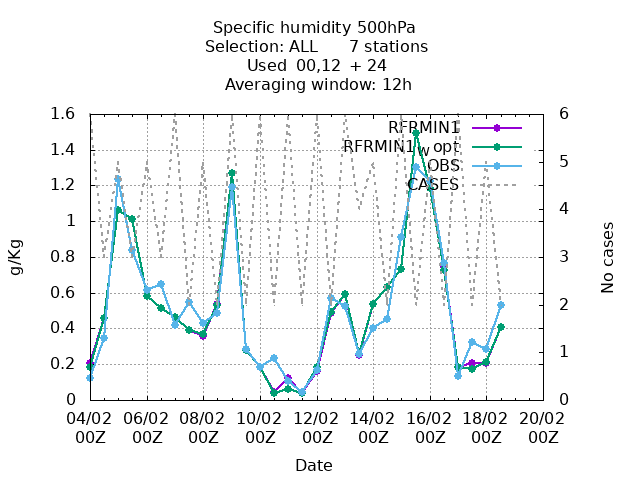 Specific humidity 500hPa
Selection: ALL 7 stations
Used 00,12 + 24
Averaging window: 12h
g/Kg
No cases
1.6
1.4
1.2
1
0.8
0.6
0.4
0.2
0
6
5
4
3
2
1
0
RFRMIN1
RFRMIN1_opt
OBS
CASES
04/02 06/02 08/02 10/02 12/02 14/02 16/02 18/02 20/02
00Z 00Z 00Z 00Z 00Z 00Z 00Z 00Z 00Z
Date